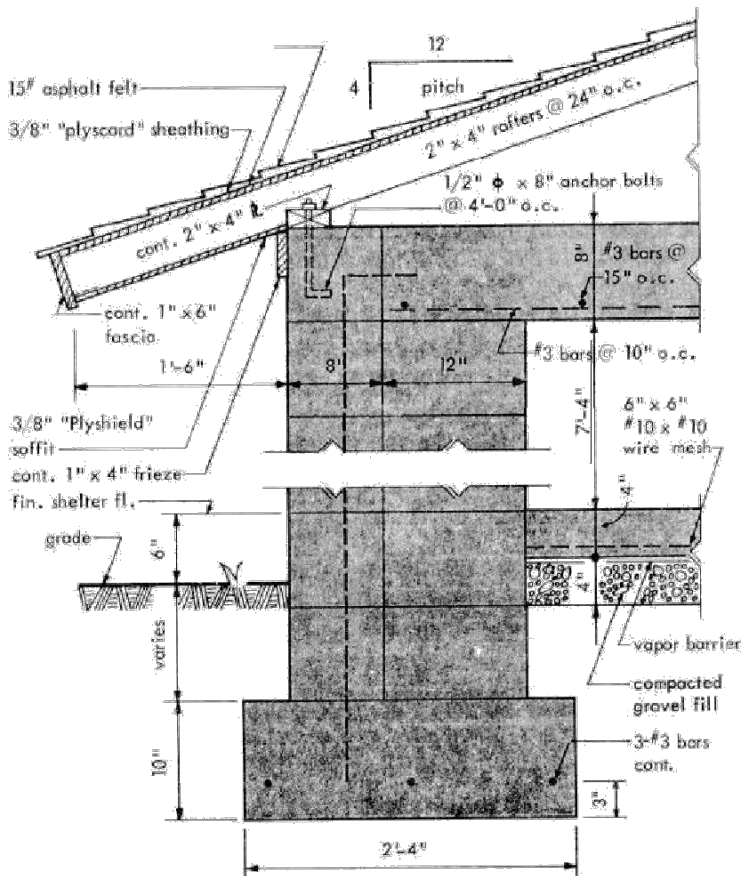 12
4
pitch
15# asphalt felt
3/8" "plyscord" sheathing
2" x 4" rafters @ 24" o.c.
cont. 2" x 4" ℄
1/2" ϕ x 8" anchor bolts
@ 4'-0" o.c.
8"
#3 bars @
15" o.c.
cont. 1" x 6"
fascia
#3 bars @ 10" o.c.
1'-6"
8"
12"
7'-4"
6" x 6"
#10 x #10
wire mesh
3/8" "Plyshield"
soffit
cont. 1" x 4" frieze
fin. shelter fl.
4"
grade
6"
4"
varies
vapor barrier
compacted
gravel fill
10"
3-#3 bars
cont.
3"
2'-4"